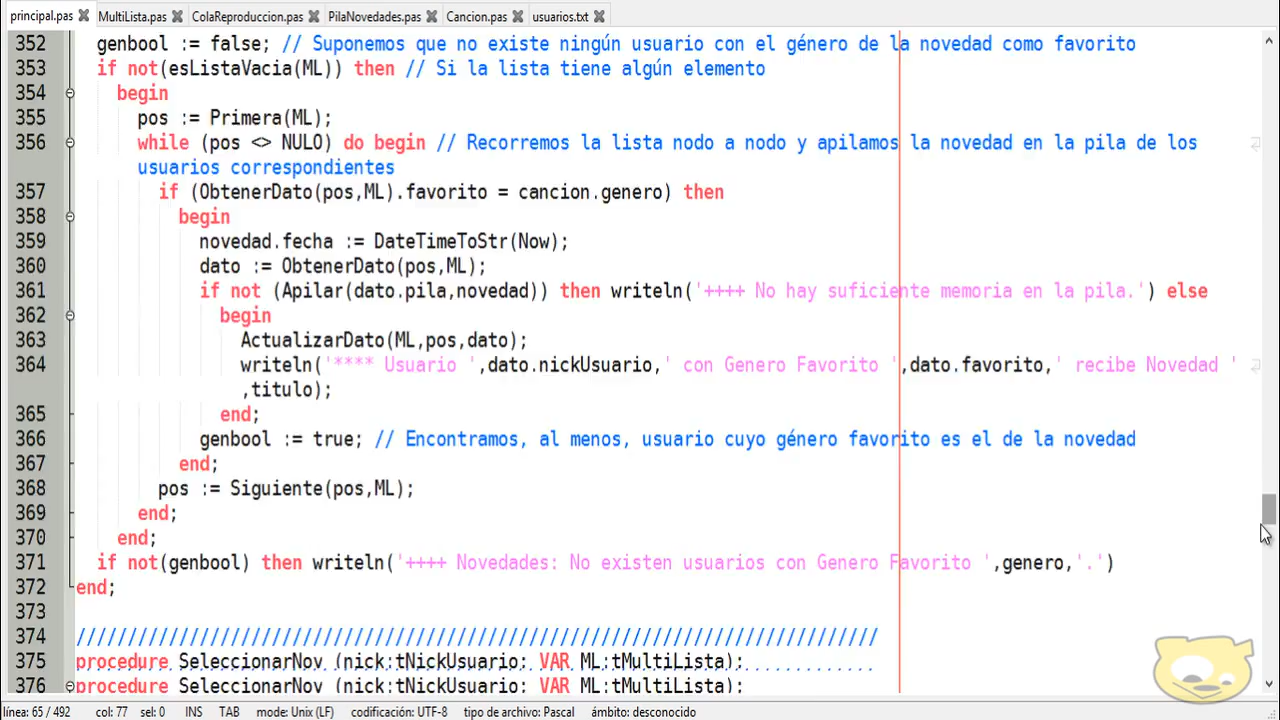 principal.pas MultiLista.pas ColaReproduccion.pas PilaNovedades.pas Cancion.pas usuarios.txt
352 genbool := false; // Suponemos que no existe ningún usuario con el género de la novedad como favorito
353 if not(esListaVacia(ML)) then // Si la lista tiene algún elemento
354 begin
355 pos := Primera(ML);
356 while (pos <> NULO) do begin // Recorremos la lista nodo a nodo y apilamos la novedad en la pila de los
usuarios correspondientes
357 if (ObtenerDato(pos,ML).favorito = cancion.genero) then
358 begin
359 novedad.fecha := DateTimeToStr(Now);
360 dato := ObtenerDato(pos,ML);
361 if not (Apilar(dato.pila,novedad)) then writeln('++++ No hay suficiente memoria en la pila.') else
362 begin
363 ActualizarDato(ML,pos,dato);
364 writeln('**** Usuario ',dato.nickUsuario,' con Genero Favorito ',dato.favorito,' recibe Novedad '
,titulo);
365 end;
366 genbool := true; // Encontramos, al menos, usuario cuyo género favorito es el de la novedad
367 end;
368 pos := Siguiente(pos,ML);
369 end;
370 end;
371 if not(genbool) then writeln('++++ Novedades: No existen usuarios con Genero Favorito ',genero,'.')
372 end;
373
374 //////////////////////////////////////////////////////////////////////////////
375 procedure SeleccionarNov (nick:tNickUsuario; VAR ML:tMultiLista);
376 procedure SeleccionarNov (nick:tNickUsuario; VAR ML:tMultiLista);
línea: 65 / 492 col: 77 sel: 0 INS TAB mode: Unix (LF) codificación: UTF-8 tipo de archivo: Pascal ámbito: desconocido